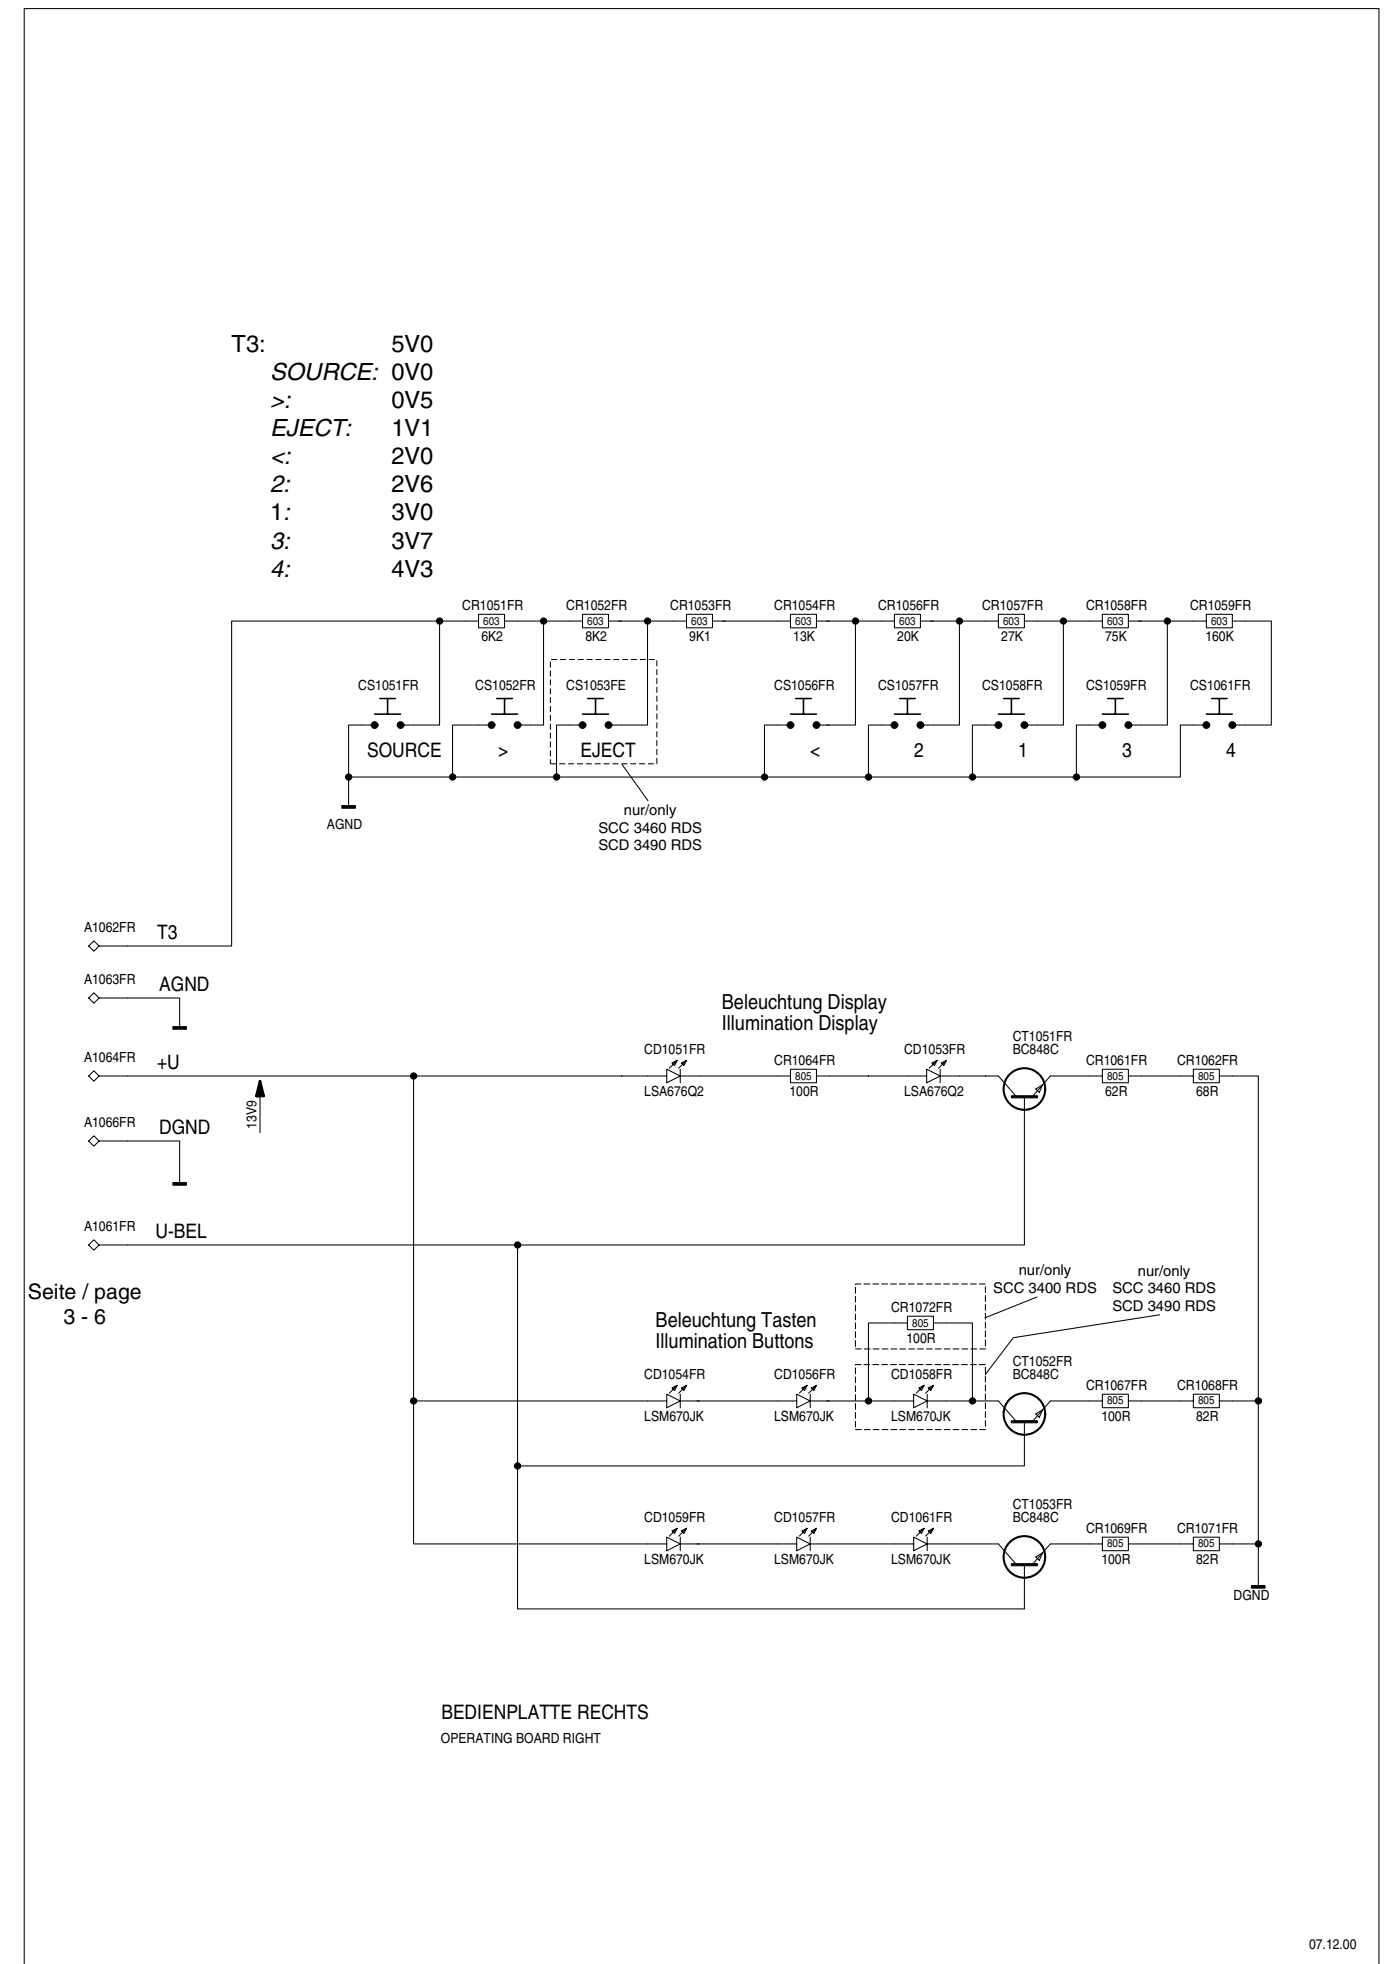 T3: 5V0
SOURCE: 0V0
>: 0V5
EJECT: 1V1
<: 2V0
2: 2V6
1: 3V0
3: 3V7
4: 4V3
CR1051FR CR1052FR CR1053FR CR1054FR CR1056FR CR1057FR CR1058FR CR1059FR
603 603 603 603 603 603 603 603
6K2 8K2 9K1 13K 20K 27K 75K 160K
CS1051FR CS1052FR CS1053FE CS1056FR CS1057FR CS1058FR CS1059FR CS1061FR
SOURCE > EJECT < 2 1 3 4
AGND
nur/only
SCC 3460 RDS
SCD 3490 RDS
A1062FR T3
A1063FR AGND
Beleuchtung Display
Illumination Display
A1064FR +U
13V9
CD1051FR CR1064FR CD1053FR CT1051FR CR1061FR CR1062FR
BC848C
805 805 805
LSA676Q2 100R LSA676Q2 62R 68R
A1066FR DGND
A1061FR U-BEL
Seite / page
3 - 6
nur/only
SCC 3400 RDS
nur/only
SCC 3460 RDS
SCD 3490 RDS
Beleuchtung Tasten
Illumination Buttons
CR1072FR
805
100R
CD1054FR CD1056FR CD1058FR CT1052FR CR1067FR CR1068FR
BC848C
805 805
LSM670JK LSM670JK LSM670JK 100R 82R
CD1059FR CD1057FR CD1061FR CT1053FR CR1069FR CR1071FR
BC848C
805 805
LSM670JK LSM670JK LSM670JK 100R 82R
DGND
BEDIENPLATTE RECHTS
OPERATING BOARD RIGHT
07.12.00